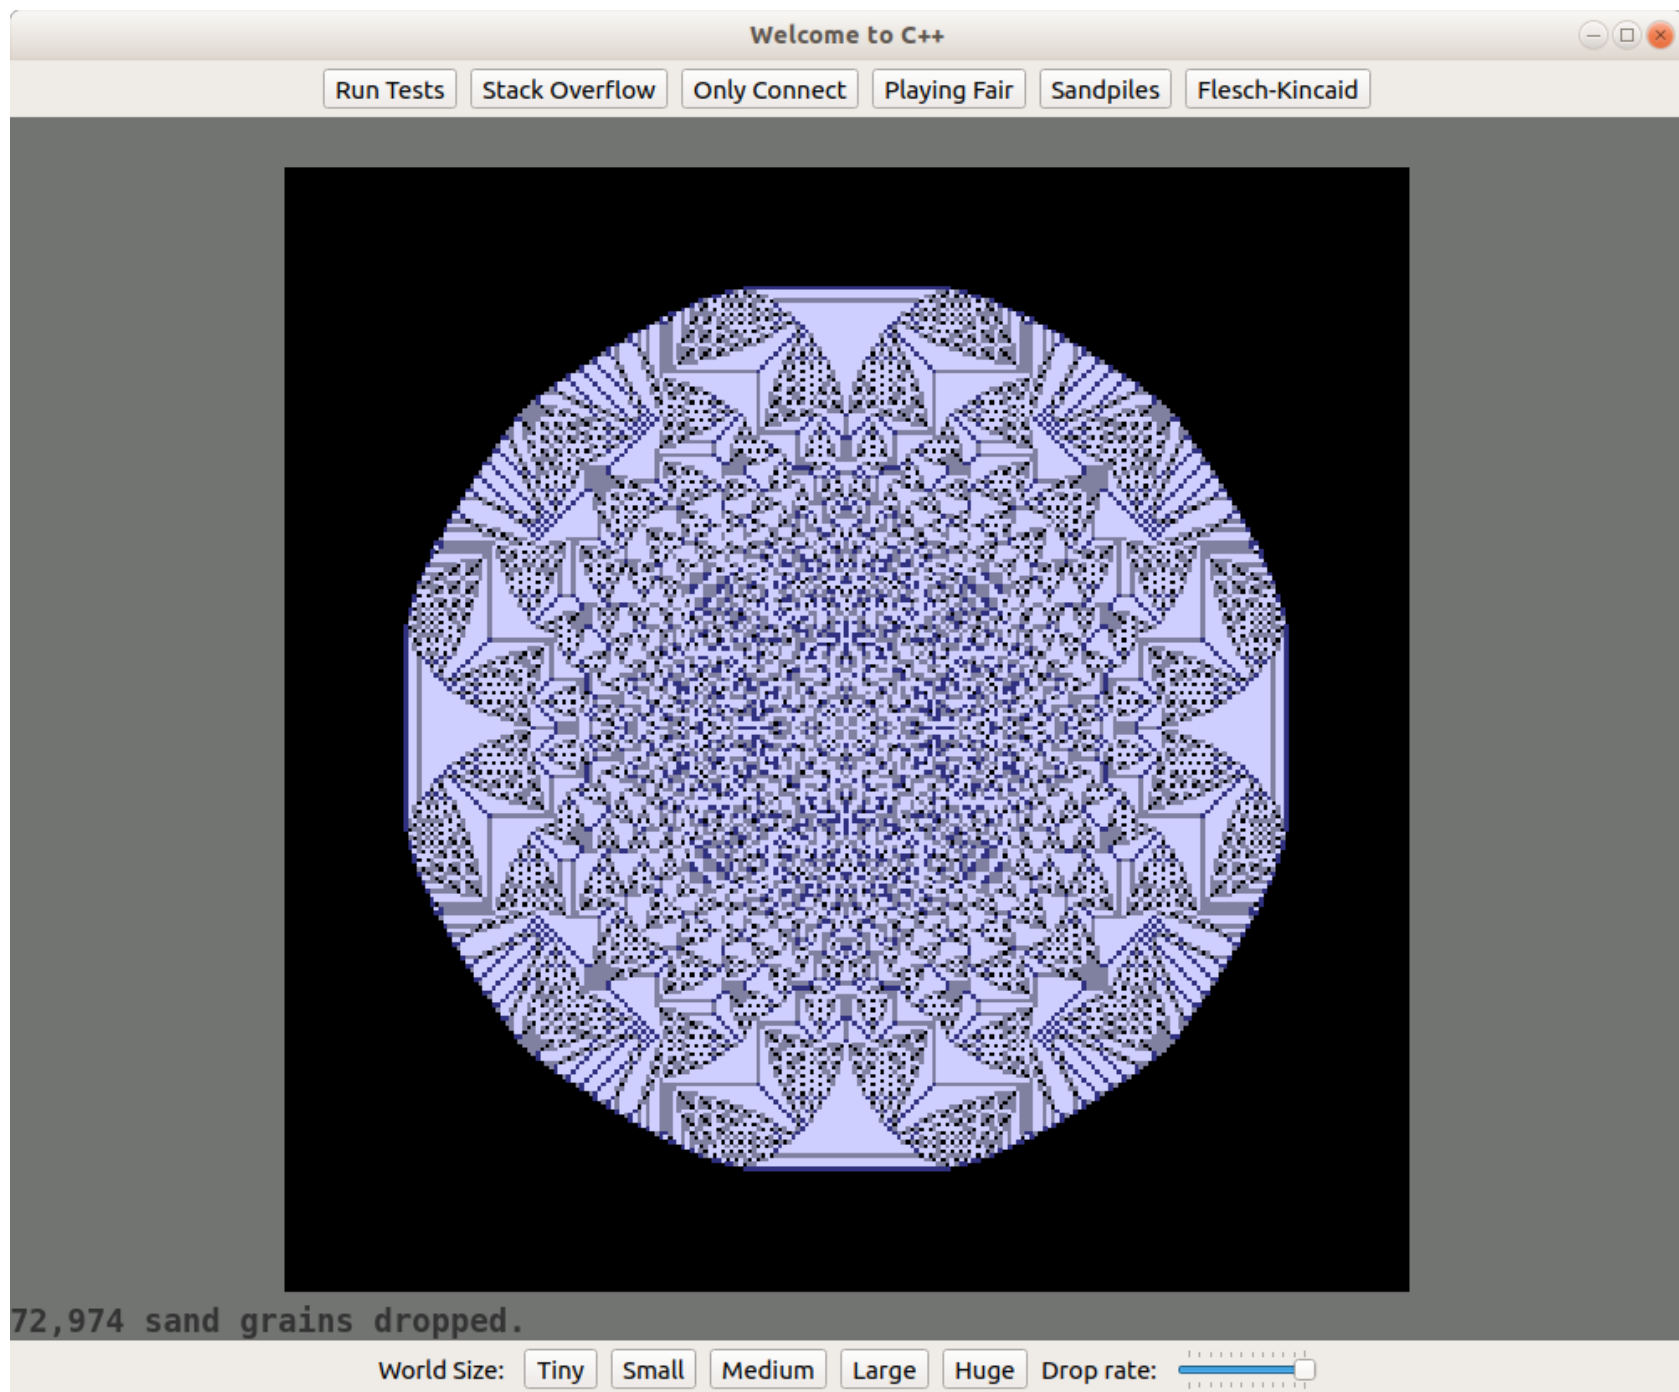 Welcome to C++
Run Tests Stack Overflow Only Connect Playing Fair Sandpiles Flesch-Kincaid
72,974 sand grains dropped.
World Size: Tiny Small Medium Large Huge Drop rate: